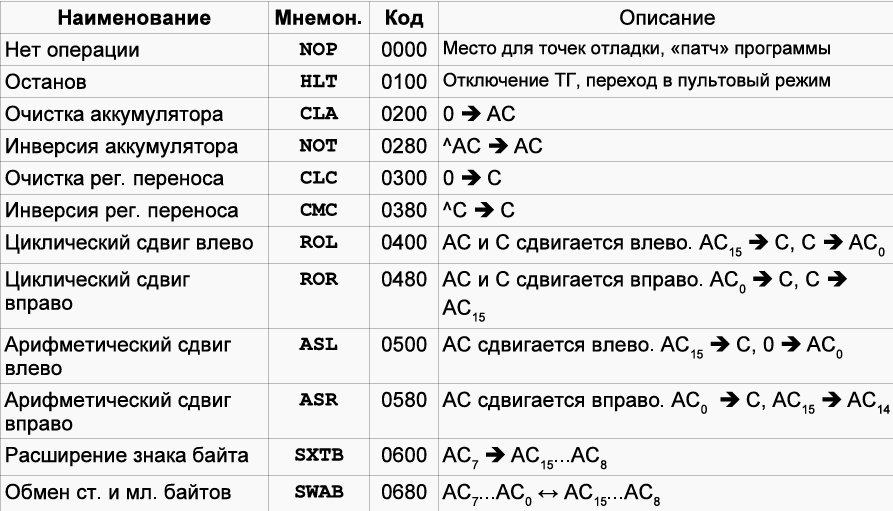 Наименование Мнемон. Код Описание
Нет операции NOP 0000 Место для точек отладки, «патч» программы
Останов HLT 0100 Отключение ТГ, переход в пультовый режим
Очистка аккумулятора CLA 0200 0 ➔ AC
Инверсия аккумулятора NOT 0280 ^AC ➔ AC
Очистка рег. переноса CLC 0300 0 ➔ C
Инверсия рег. переноса CMC 0380 ^C ➔ C
Циклический сдвиг влево ROL 0400 AC и C сдвигается влево. AC15 ➔ C, C ➔ AC0
Циклический сдвиг ROR 0480 AC и C сдвигается вправо. AC0 ➔ C, C ➔
вправо AC15
Арифметический сдвиг ASL 0500 AC сдвигается влево. AC15 ➔ C, 0 ➔ AC0
влево
Арифметический сдвиг ASR 0580 AC сдвигается вправо. AC0 ➔ C, AC15 ➔ AC14
вправо
Расширение знака байта SXTB 0600 AC7 ➔ AC15...AC8
Обмен ст. и мл. байтов SWAB 0680 AC7...AC0 ↔ AC15...AC8